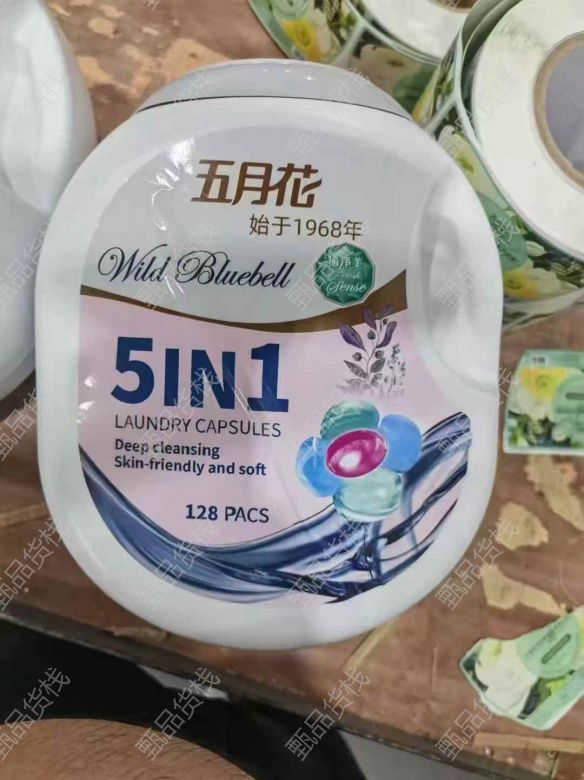 五月花
始于1968年
Wild Bluebell
Fresh
Sense
5IN1
LAUNDRY CAPSULES
Deep cleansing
Skin-friendly and soft
128 PACS
甄品货栈